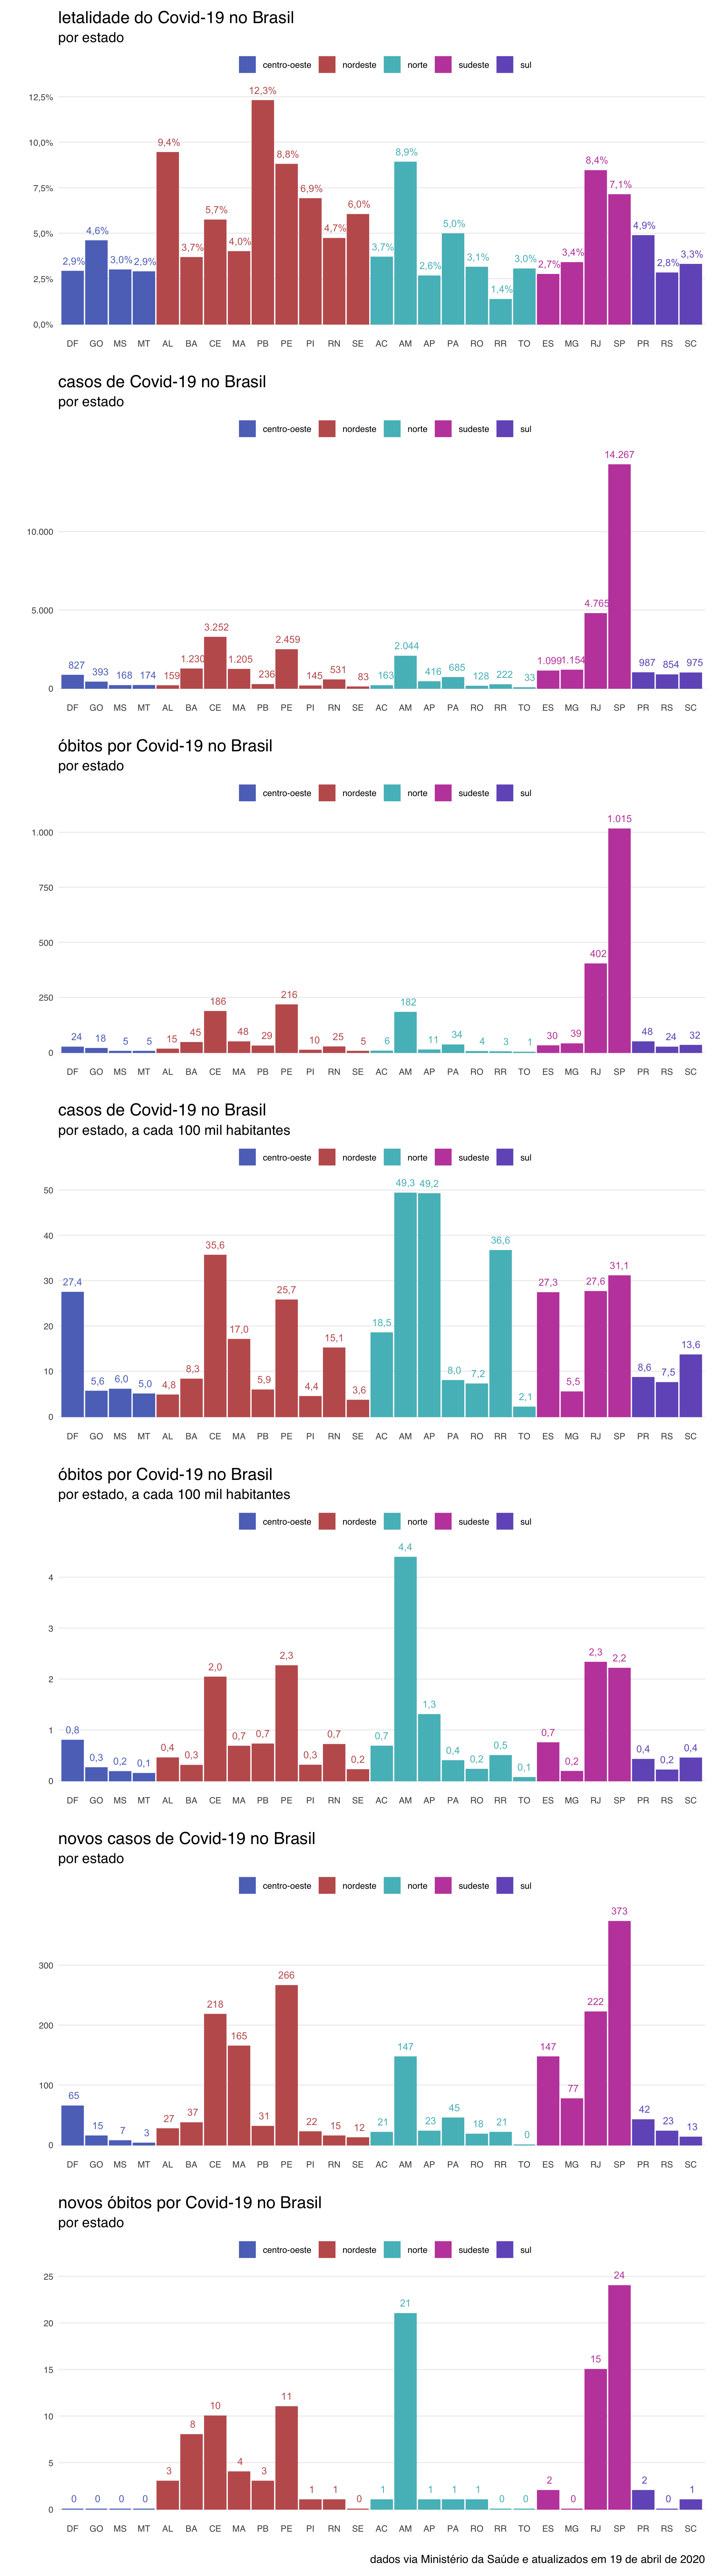 letalidade do Covid-19 no Brasil
por estado
centro-oeste nordeste norte sudeste sul
12,5%
10,0%
7,5%
5,0%
2,5%
0,0%
2,9% 4,6% 3,0% 2,9% 9,4% 3,7% 5,7% 4,0% 12,3% 8,8% 6,9% 4,7% 6,0% 3,7% 8,9% 2,6% 5,0% 3,1% 1,4% 3,0% 2,7% 3,4% 8,4% 7,1% 4,9% 2,8% 3,3%
DF GO MS MT AL BA CE MA PB PE PI RN SE AC AM AP PA RO RR TO ES MG RJ SP PR RS SC
casos de Covid-19 no Brasil
por estado
centro-oeste nordeste norte sudeste sul
10.000
5.000
0
827 393 168 174 159 1.230 3.252 1.205 236 2.459 145 531 83 163 2.044 416 685 128 222 33 1.099 1.154 4.765 14.267 987 854 975
DF GO MS MT AL BA CE MA PB PE PI RN SE AC AM AP PA RO RR TO ES MG RJ SP PR RS SC
óbitos por Covid-19 no Brasil
por estado
centro-oeste nordeste norte sudeste sul
1.000
750
500
250
0
24 18 5 5 15 45 186 48 29 216 10 25 5 6 182 11 34 4 3 1 30 39 402 1.015 48 24 32
DF GO MS MT AL BA CE MA PB PE PI RN SE AC AM AP PA RO RR TO ES MG RJ SP PR RS SC
casos de Covid-19 no Brasil
por estado, a cada 100 mil habitantes
centro-oeste nordeste norte sudeste sul
50
40
30
20
10
0
27,4 5,6 6,0 5,0 4,8 8,3 35,6 17,0 5,9 25,7 4,4 15,1 3,6 18,5 49,3 49,2 8,0 7,2 36,6 2,1 27,3 5,5 27,6 31,1 8,6 7,5 13,6
DF GO MS MT AL BA CE MA PB PE PI RN SE AC AM AP PA RO RR TO ES MG RJ SP PR RS SC
óbitos por Covid-19 no Brasil
por estado, a cada 100 mil habitantes
centro-oeste nordeste norte sudeste sul
4
3
2
1
0
0,8 0,3 0,2 0,1 0,4 0,3 2,0 0,7 0,7 2,3 0,3 0,7 0,2 0,7 4,4 1,3 0,4 0,2 0,5 0,1 0,7 0,2 2,3 2,2 0,4 0,2 0,4
DF GO MS MT AL BA CE MA PB PE PI RN SE AC AM AP PA RO RR TO ES MG RJ SP PR RS SC
novos casos de Covid-19 no Brasil
por estado
centro-oeste nordeste norte sudeste sul
300
200
100
0
65 15 7 3 27 37 218 165 31 266 22 15 12 21 147 23 45 18 21 0 147 77 222 373 42 23 13
DF GO MS MT AL BA CE MA PB PE PI RN SE AC AM AP PA RO RR TO ES MG RJ SP PR RS SC
novos óbitos por Covid-19 no Brasil
por estado
centro-oeste nordeste norte sudeste sul
25
20
15
10
5
0
0 0 0 0 3 8 10 4 3 11 1 1 0 1 21 1 1 1 0 0 2 0 15 24 2 0 1
DF GO MS MT AL BA CE MA PB PE PI RN SE AC AM AP PA RO RR TO ES MG RJ SP PR RS SC
dados via Ministério da Saúde e atualizados em 19 de abril de 2020